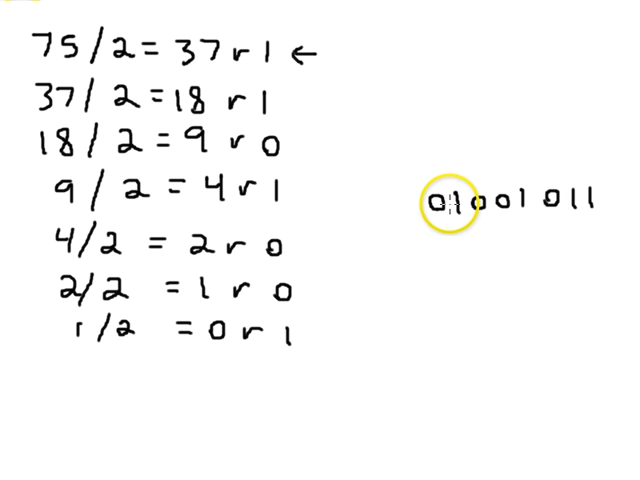 75 / 2 = 37 r 1 ←
37 / 2 = 18 r 1
18 / 2 = 9 r 0
9 / 2 = 4 r 1
01001011
4 / 2 = 2 r 0
2 / 2 = 1 r 0
1 / 2 = 0 r 1